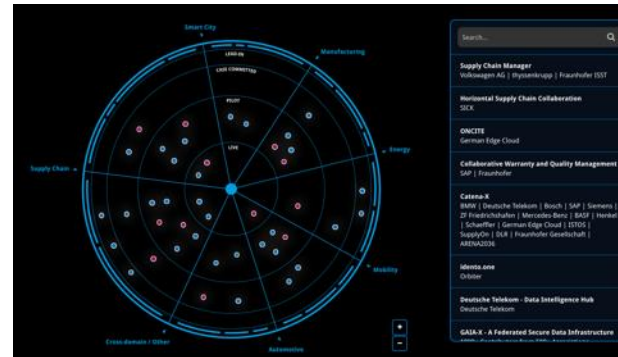 Smart City
Manufacturing
Energy
Mobility
Automotive
Cross-domain / Other
Supply Chain
LEAD-IN
CASE COMMITTED
PILOT
LIVE
+
−
Search...
Supply Chain Manager
Volkswagen AG | thyssenkrupp | Fraunhofer ISST
Horizontal Supply Chain Collaboration
SICK
ONCITE
German Edge Cloud
Collaborative Warranty and Quality Management
SAP | Fraunhofer
Catena-X
BMW | Deutsche Telekom | Bosch | SAP | Siemens |
ZF Friedrichshafen | Mercedes-Benz | BASF | Henkel
| Schaeffler | German Edge Cloud | ISTOS |
SupplyOn | DLR | Fraunhofer Gesellschaft |
ARENA2036
idento.one
Orbiter
Deutsche Telekom - Data Intelligence Hub
Deutsche Telekom
GAIA-X - A Federated Secure Data Infrastructure